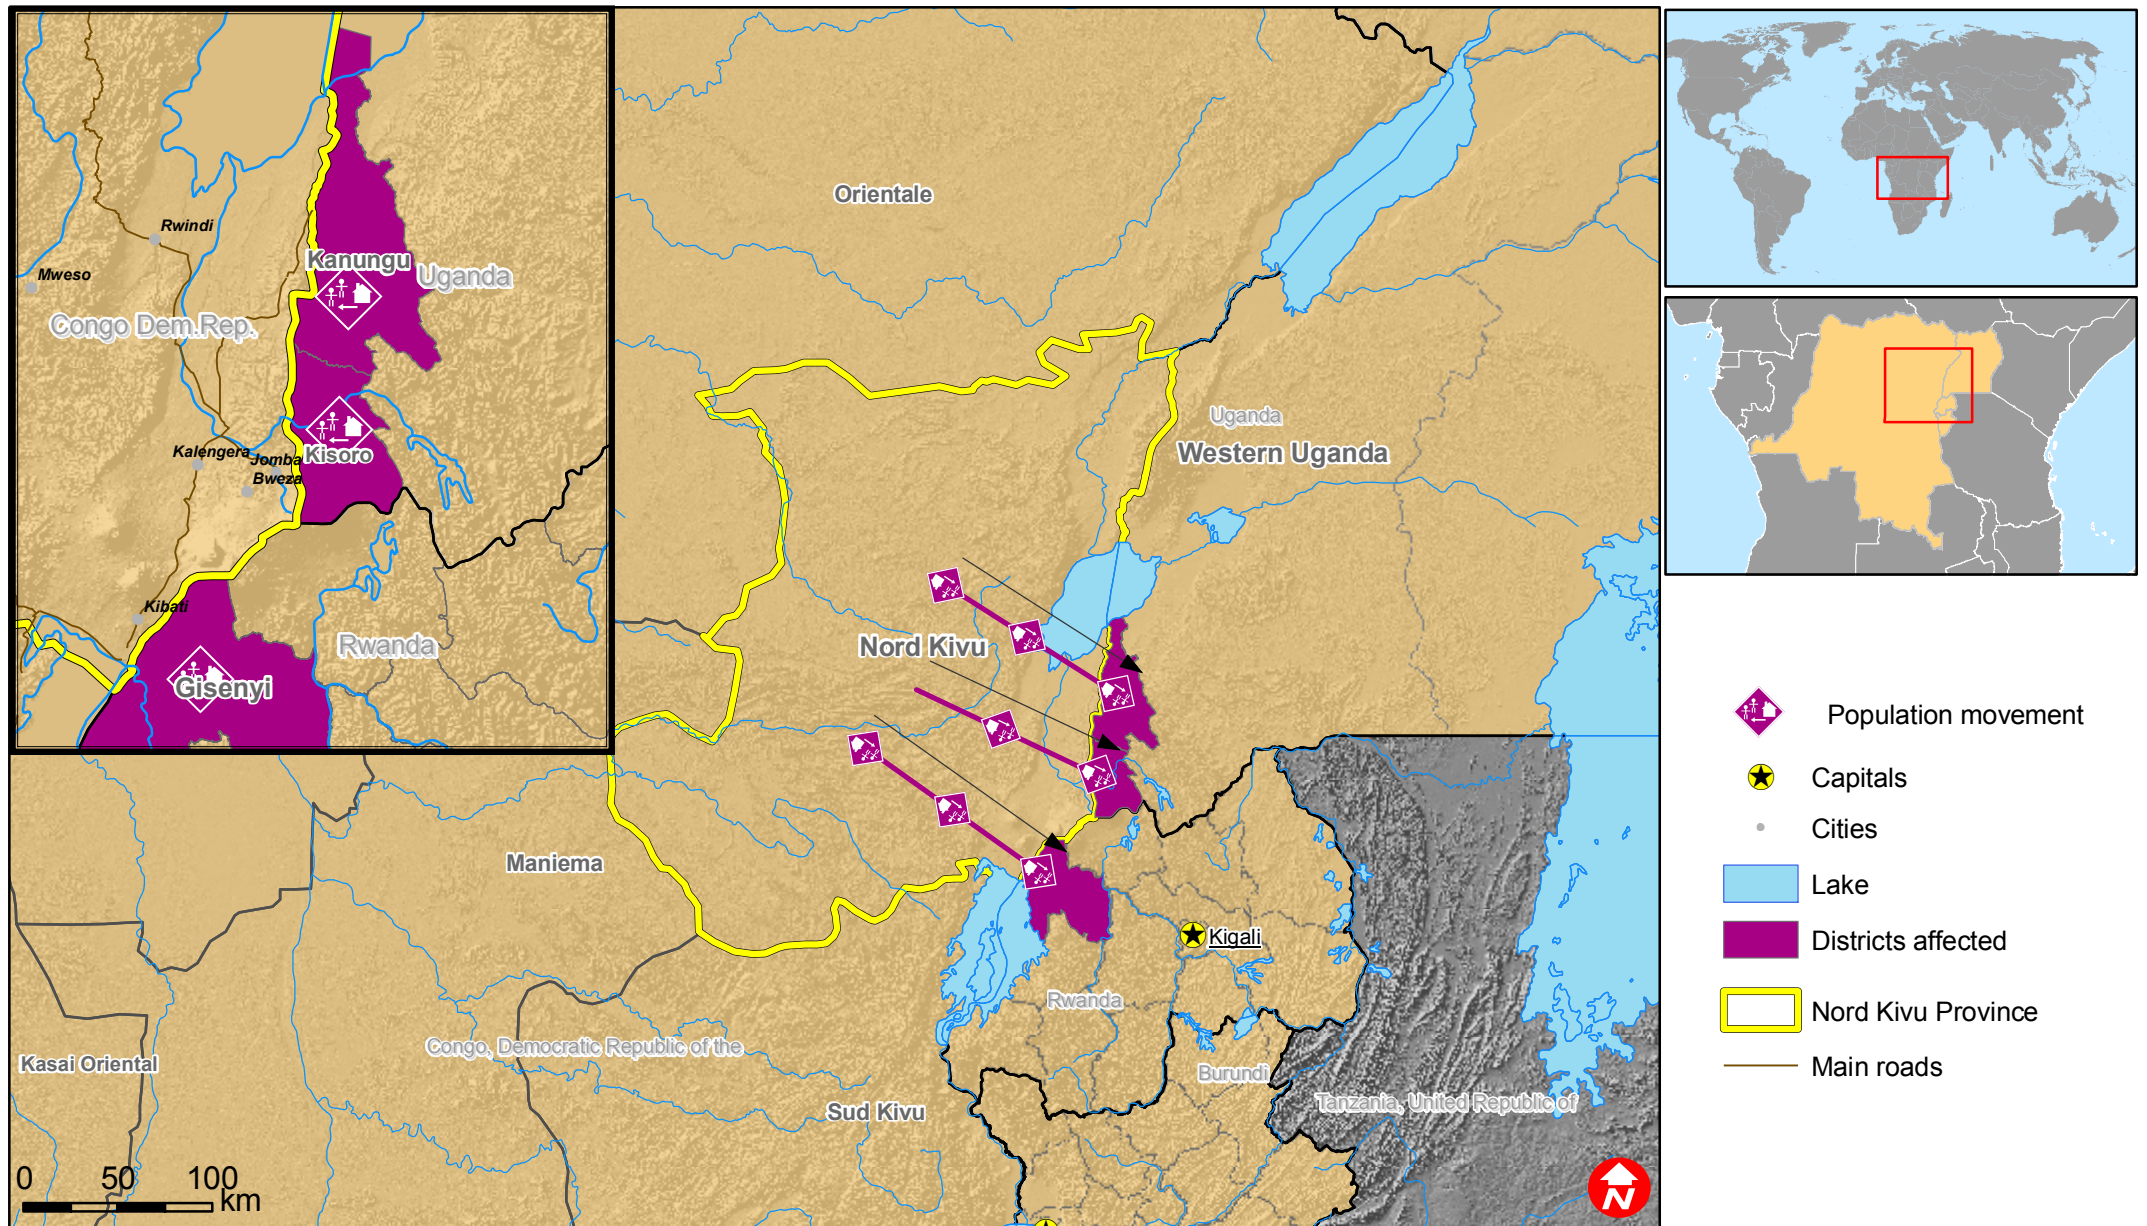 Rwindi
Mweso
Kanungu
Uganda
Congo Dem.Rep.
Kalengera
Jomba
Kisoro
Bweza
Kibati
Rwanda
Gisenyi
Orientale
Uganda
Western Uganda
Nord Kivu
Maniema
Kigali
Rwanda
Congo, Democratic Republic of the
Kasai Oriental
Burundi
Sud Kivu
Tanzania, United Republic of
0 50 100
km
N
Population movement
Capitals
Cities
Lake
Districts affected
Nord Kivu Province
Main roads